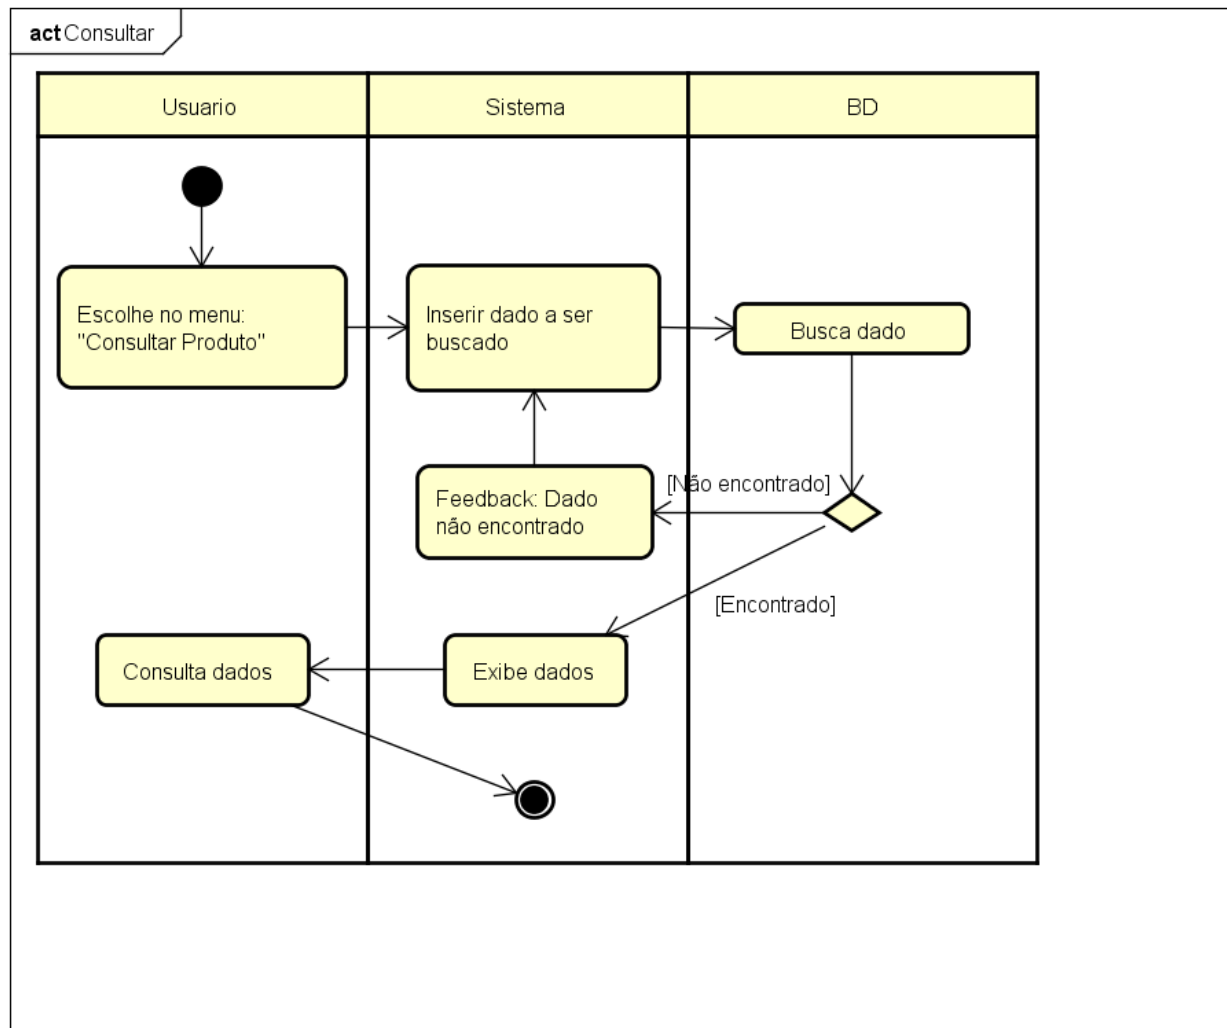 act Consultar
Usuario
Sistema
BD
Escolhe no menu:
"Consultar Produto"
Inserir dado a ser
buscado
Busca dado
Feedback: Dado
não encontrado
[Não encontrado]
[Encontrado]
Consulta dados
Exibe dados